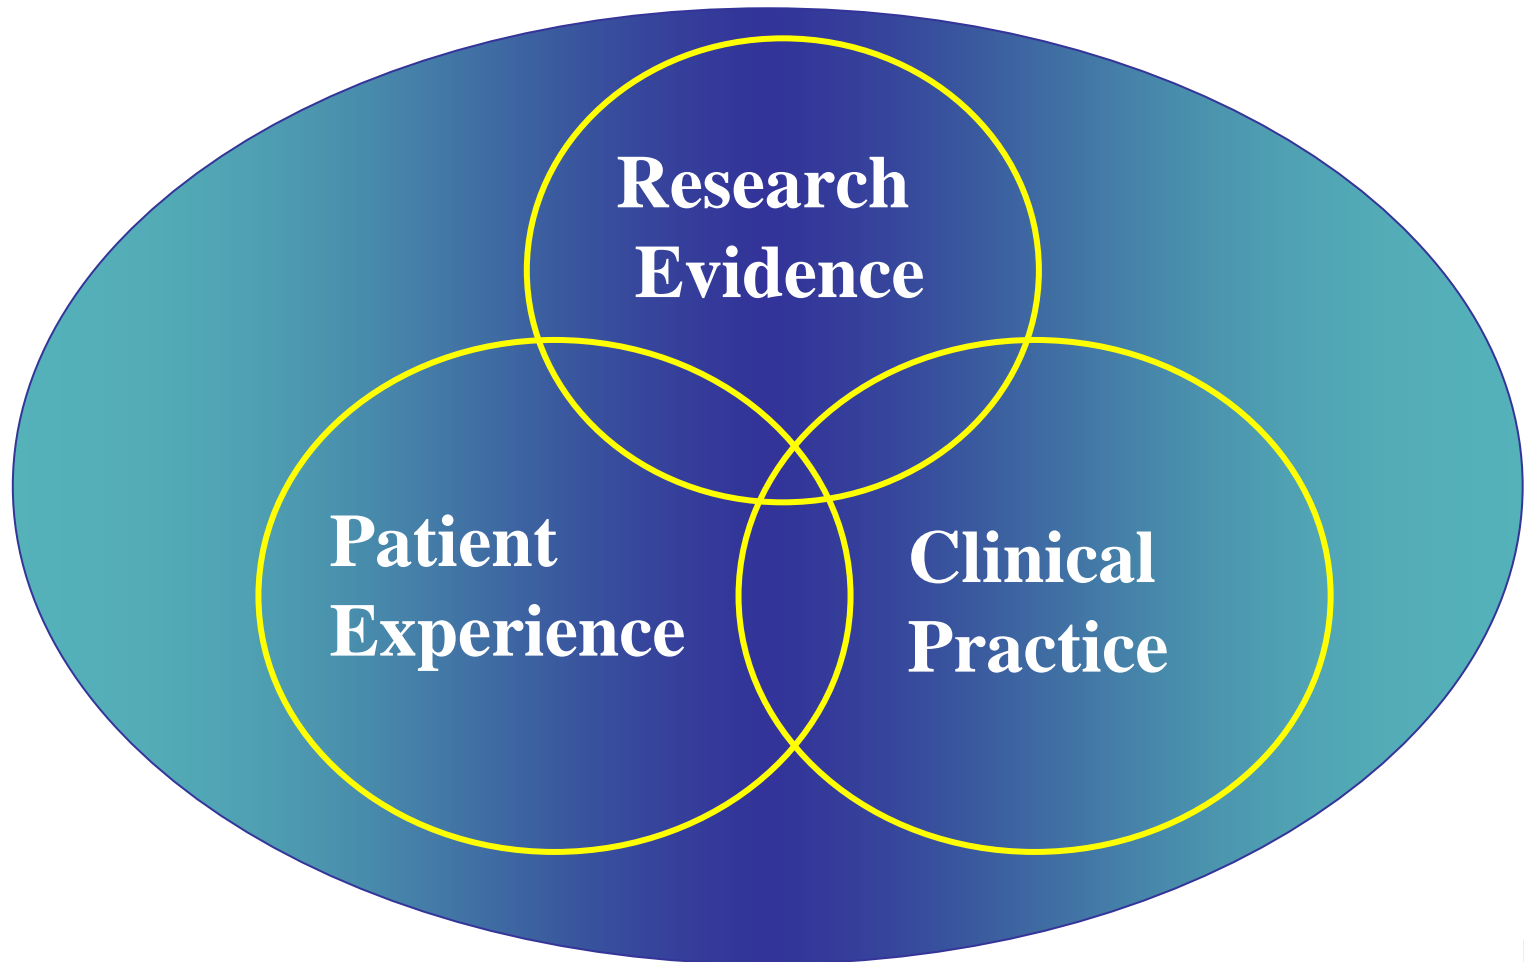 Research
Evidence
Patient
Experience
Clinical
Practice